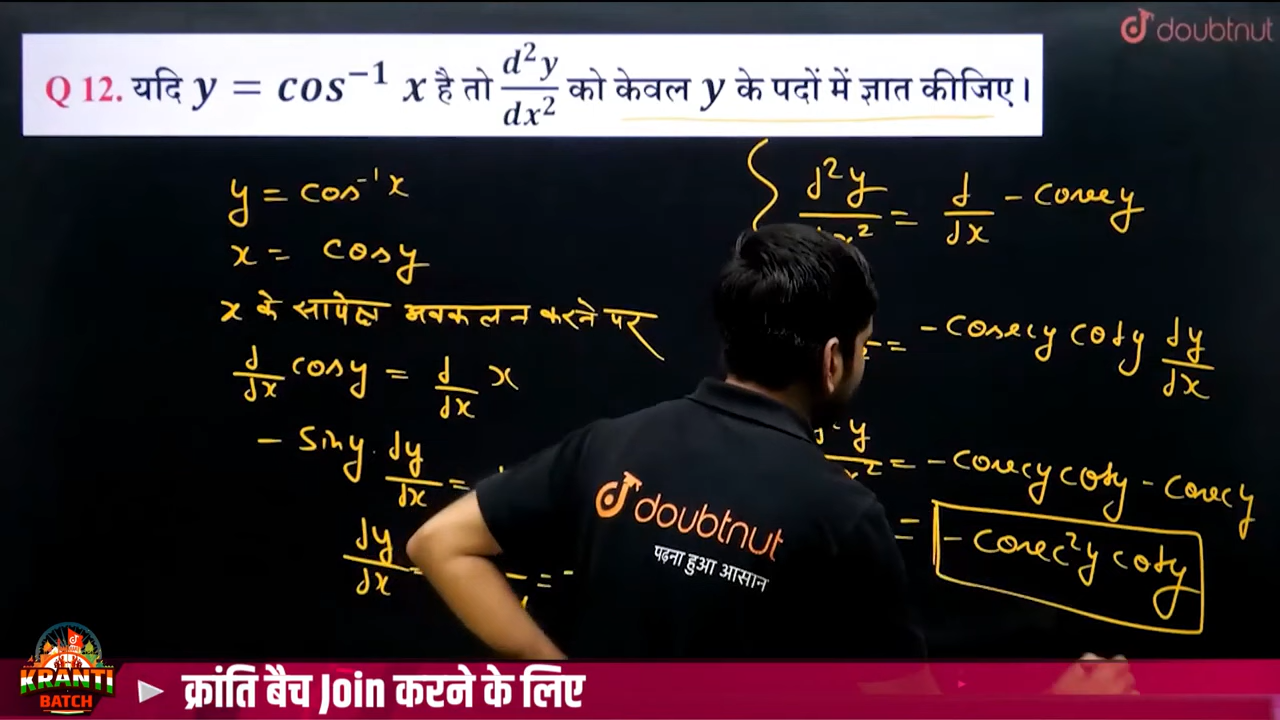 doubtnut
Q 12. यदि y = cos⁻¹ x है तो d²y/dx² को केवल y के पदों में ज्ञात कीजिए।
y = cos⁻¹x
x = cosy
x के सापेक्ष अवकलन करने पर
d/dx cosy = d/dx x
- siny . dy/dx =
dy/dx = =
d²y/dx² = d/dx - cosecy
= - cosecy coty dy/dx
= - cosecy coty - cosecy
= - cosec²y coty
doubtnut
पढ़ना हुआ आसान
KRANTI
BATCH
क्रांति बैच Join करने के लिए